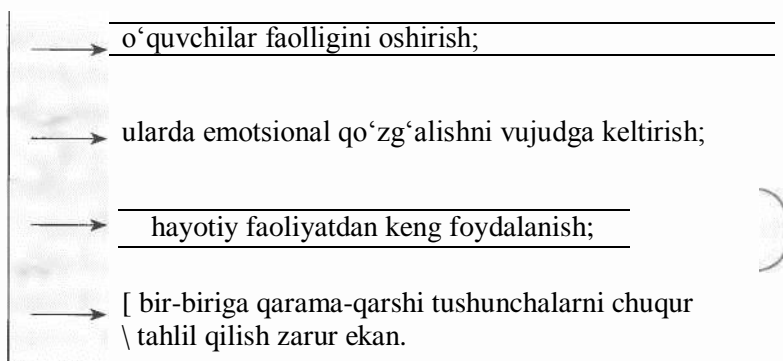 o‘quvchilar faolligini oshirish;
ularda emotsional qo‘zg‘alishni vujudga keltirish;
hayotiy faoliyatdan keng foydalanish;
[ bir-biriga qarama-qarshi tushunchalarni chuqur
\ tahlil qilish zarur ekan.